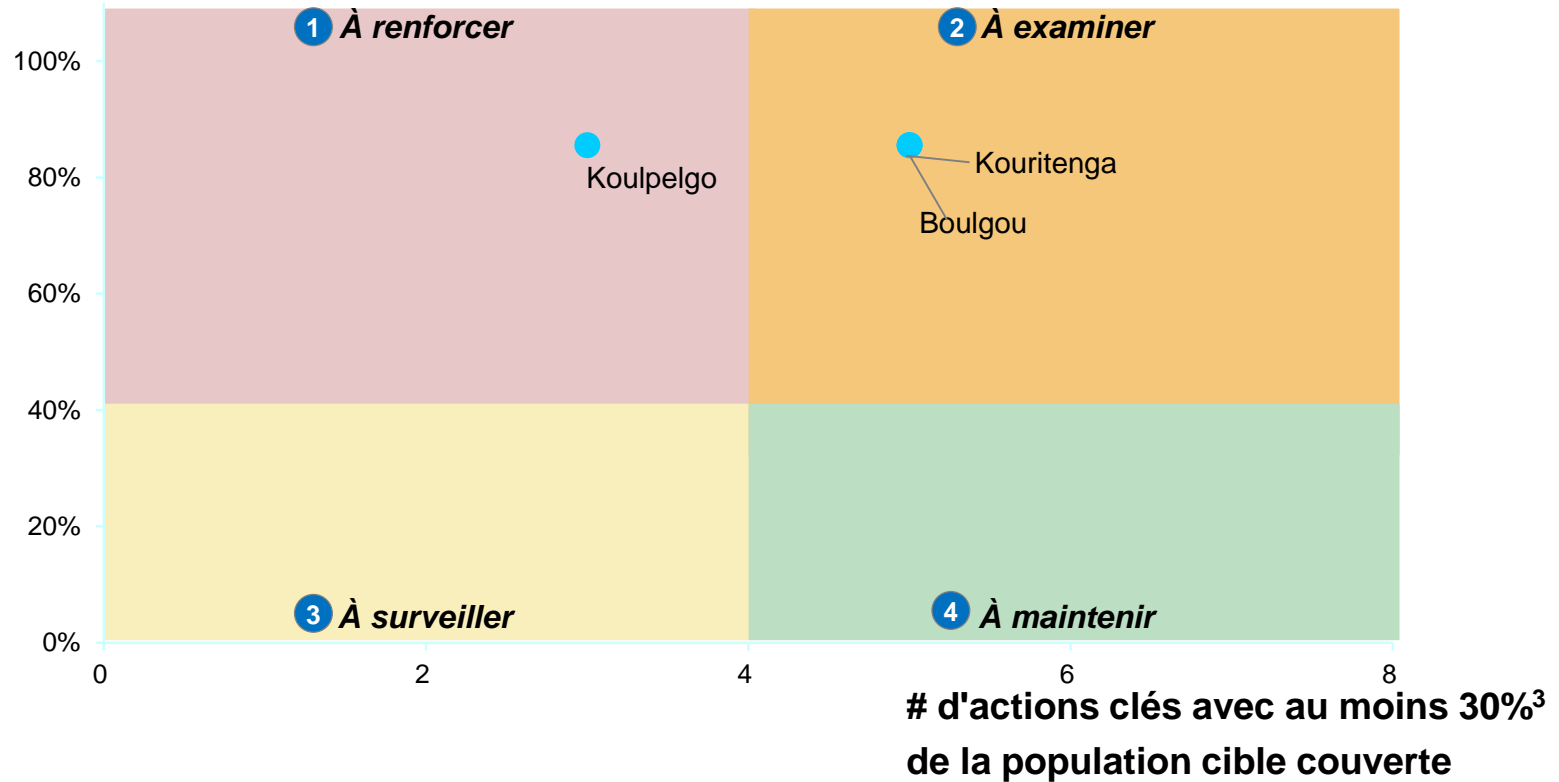 1 À renforcer
2 À examiner
100%
80%
60%
40%
20%
0%
Koulpelgo
Kouritenga
Boulgou
3 À surveiller
4 À maintenir
0 2 4 6 8
# d'actions clés avec au moins 30%³
de la population cible couverte